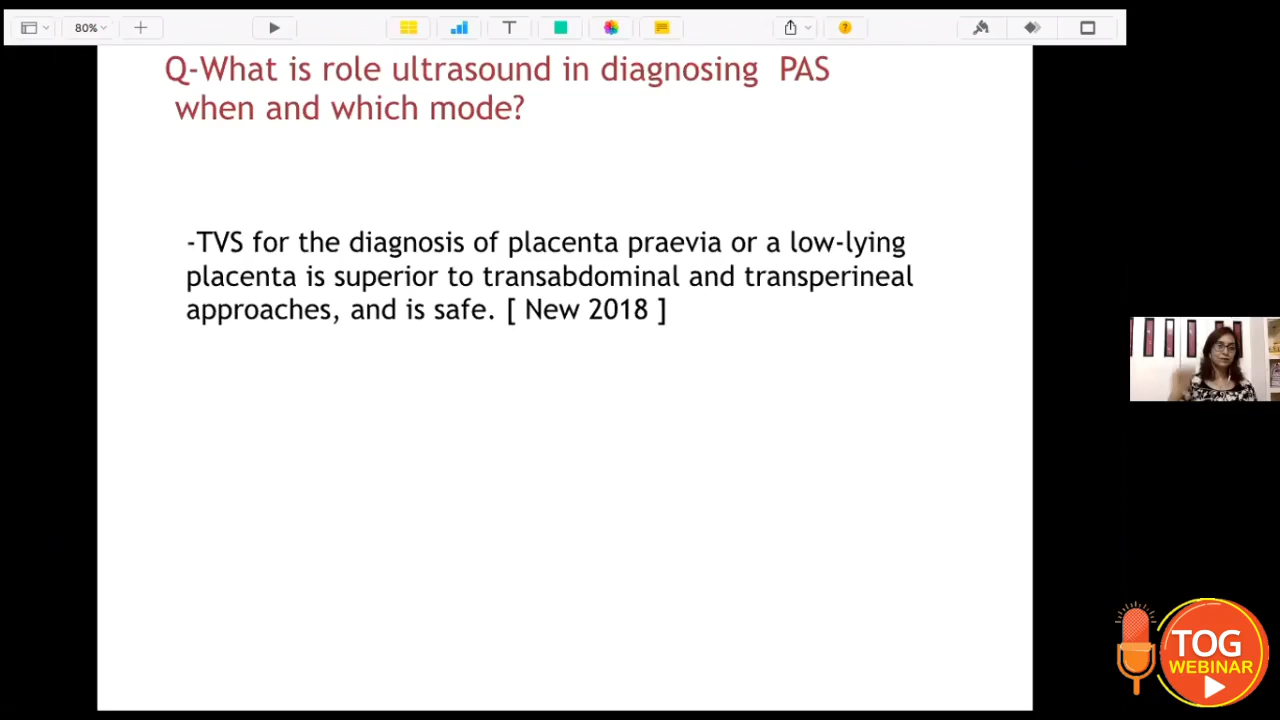 80%
Q-What is role ultrasound in diagnosing PAS
when and which mode?
-TVS for the diagnosis of placenta praevia or a low-lying
placenta is superior to transabdominal and transperineal
approaches, and is safe. [ New 2018 ]
TOG
WEBINAR